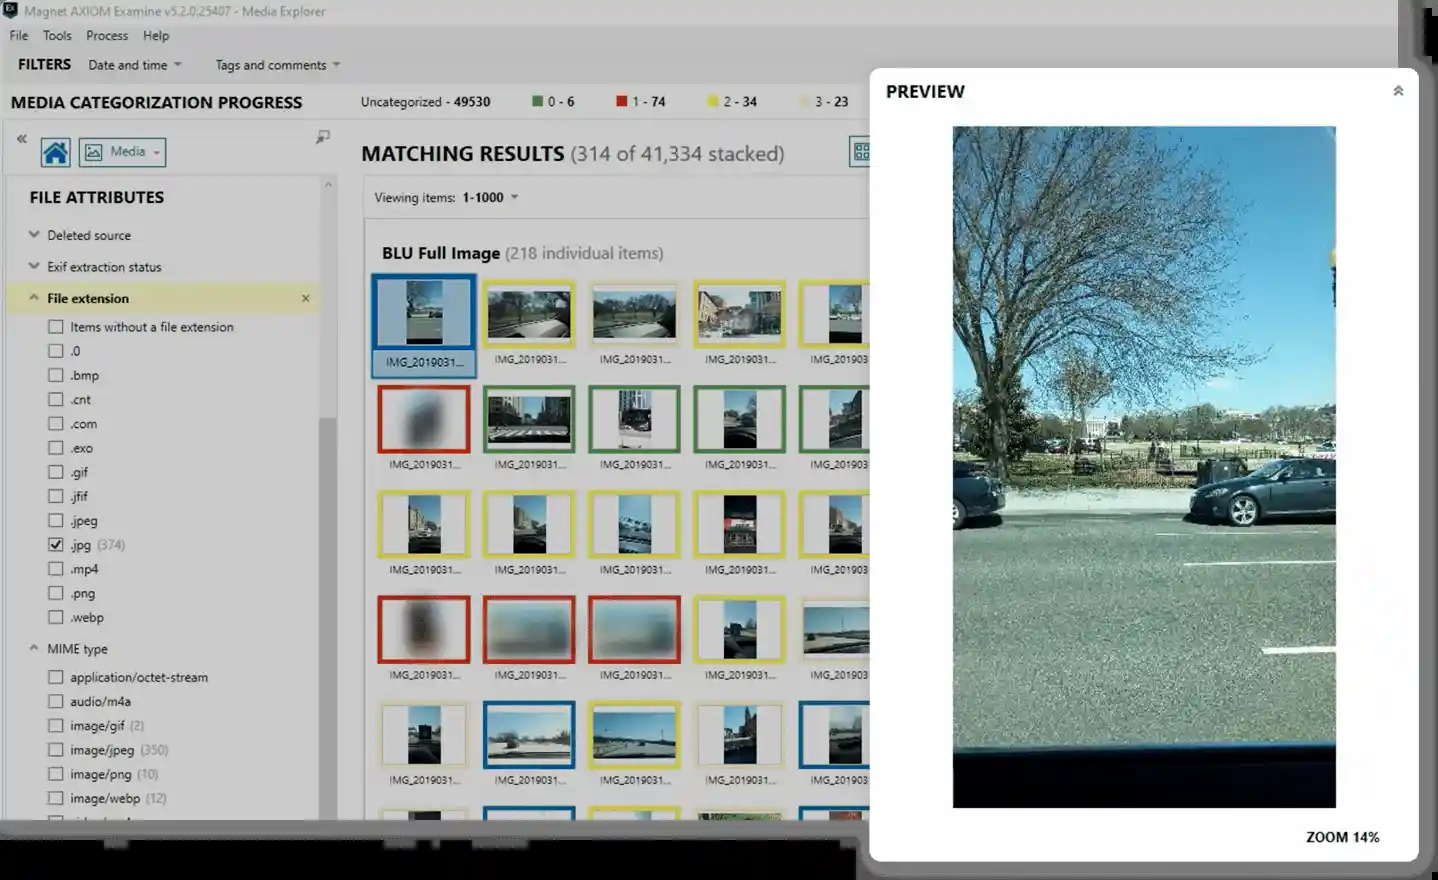 Magnet AXIOM Examine v5.2.0.25407 - Media Explorer
File Tools Process Help
FILTERS Date and time Tags and comments
MEDIA CATEGORIZATION PROGRESS Uncategorized - 49530 0 - 6 1 - 74 2 - 34 3 - 23
Media
MATCHING RESULTS (314 of 41,334 stacked)
Viewing items: 1-1000
FILE ATTRIBUTES
Deleted source
Exif extraction status
File extension
Items without a file extension
.0
.bmp
.cnt
.com
.exo
.gif
.jfif
.jpeg
.jpg (374)
.mp4
.png
.webp
MIME type
application/octet-stream
audio/m4a
image/gif (2)
image/jpeg (350)
image/png (10)
image/webp (12)
BLU Full Image (218 individual items)
IMG_2019031... IMG_2019031... IMG_2019031... IMG_2019031... IMG_20190
IMG_2019031... IMG_2019031... IMG_2019031... IMG_2019031... IMG_20190
IMG_2019031... IMG_2019031... IMG_2019031... IMG_2019031... IMG_20190
IMG_2019031... IMG_2019031... IMG_2019031... IMG_2019031... IMG_20190
IMG_2019031... IMG_2019031... IMG_2019031... IMG_2019031... IMG_20190
PREVIEW
ZOOM 14%